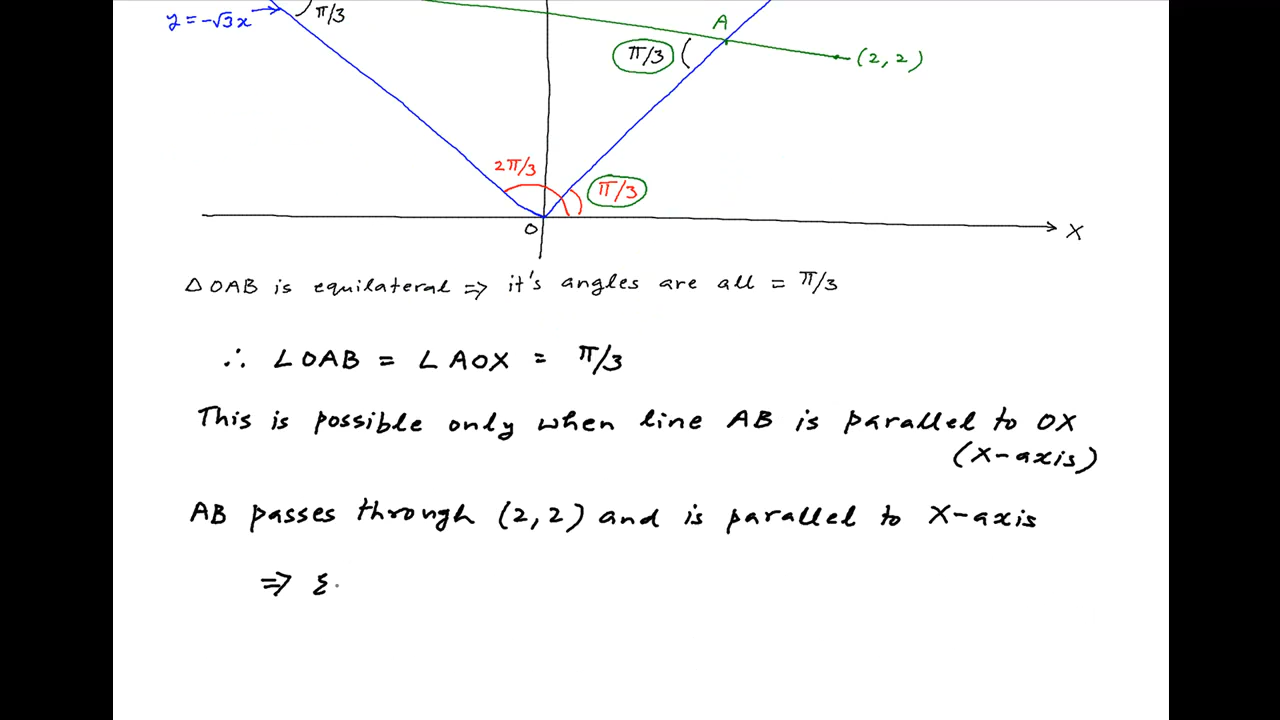 y = -√3x
π/3
A
π/3
(2, 2)
2π/3
π/3
O
X
△OAB is equilateral ⇒ it's angles are all = π/3
∴ ∠OAB = ∠AOX = π/3
This is possible only when line AB is parallel to OX
(X-axis)
AB passes through (2, 2) and is parallel to X-axis
⇒